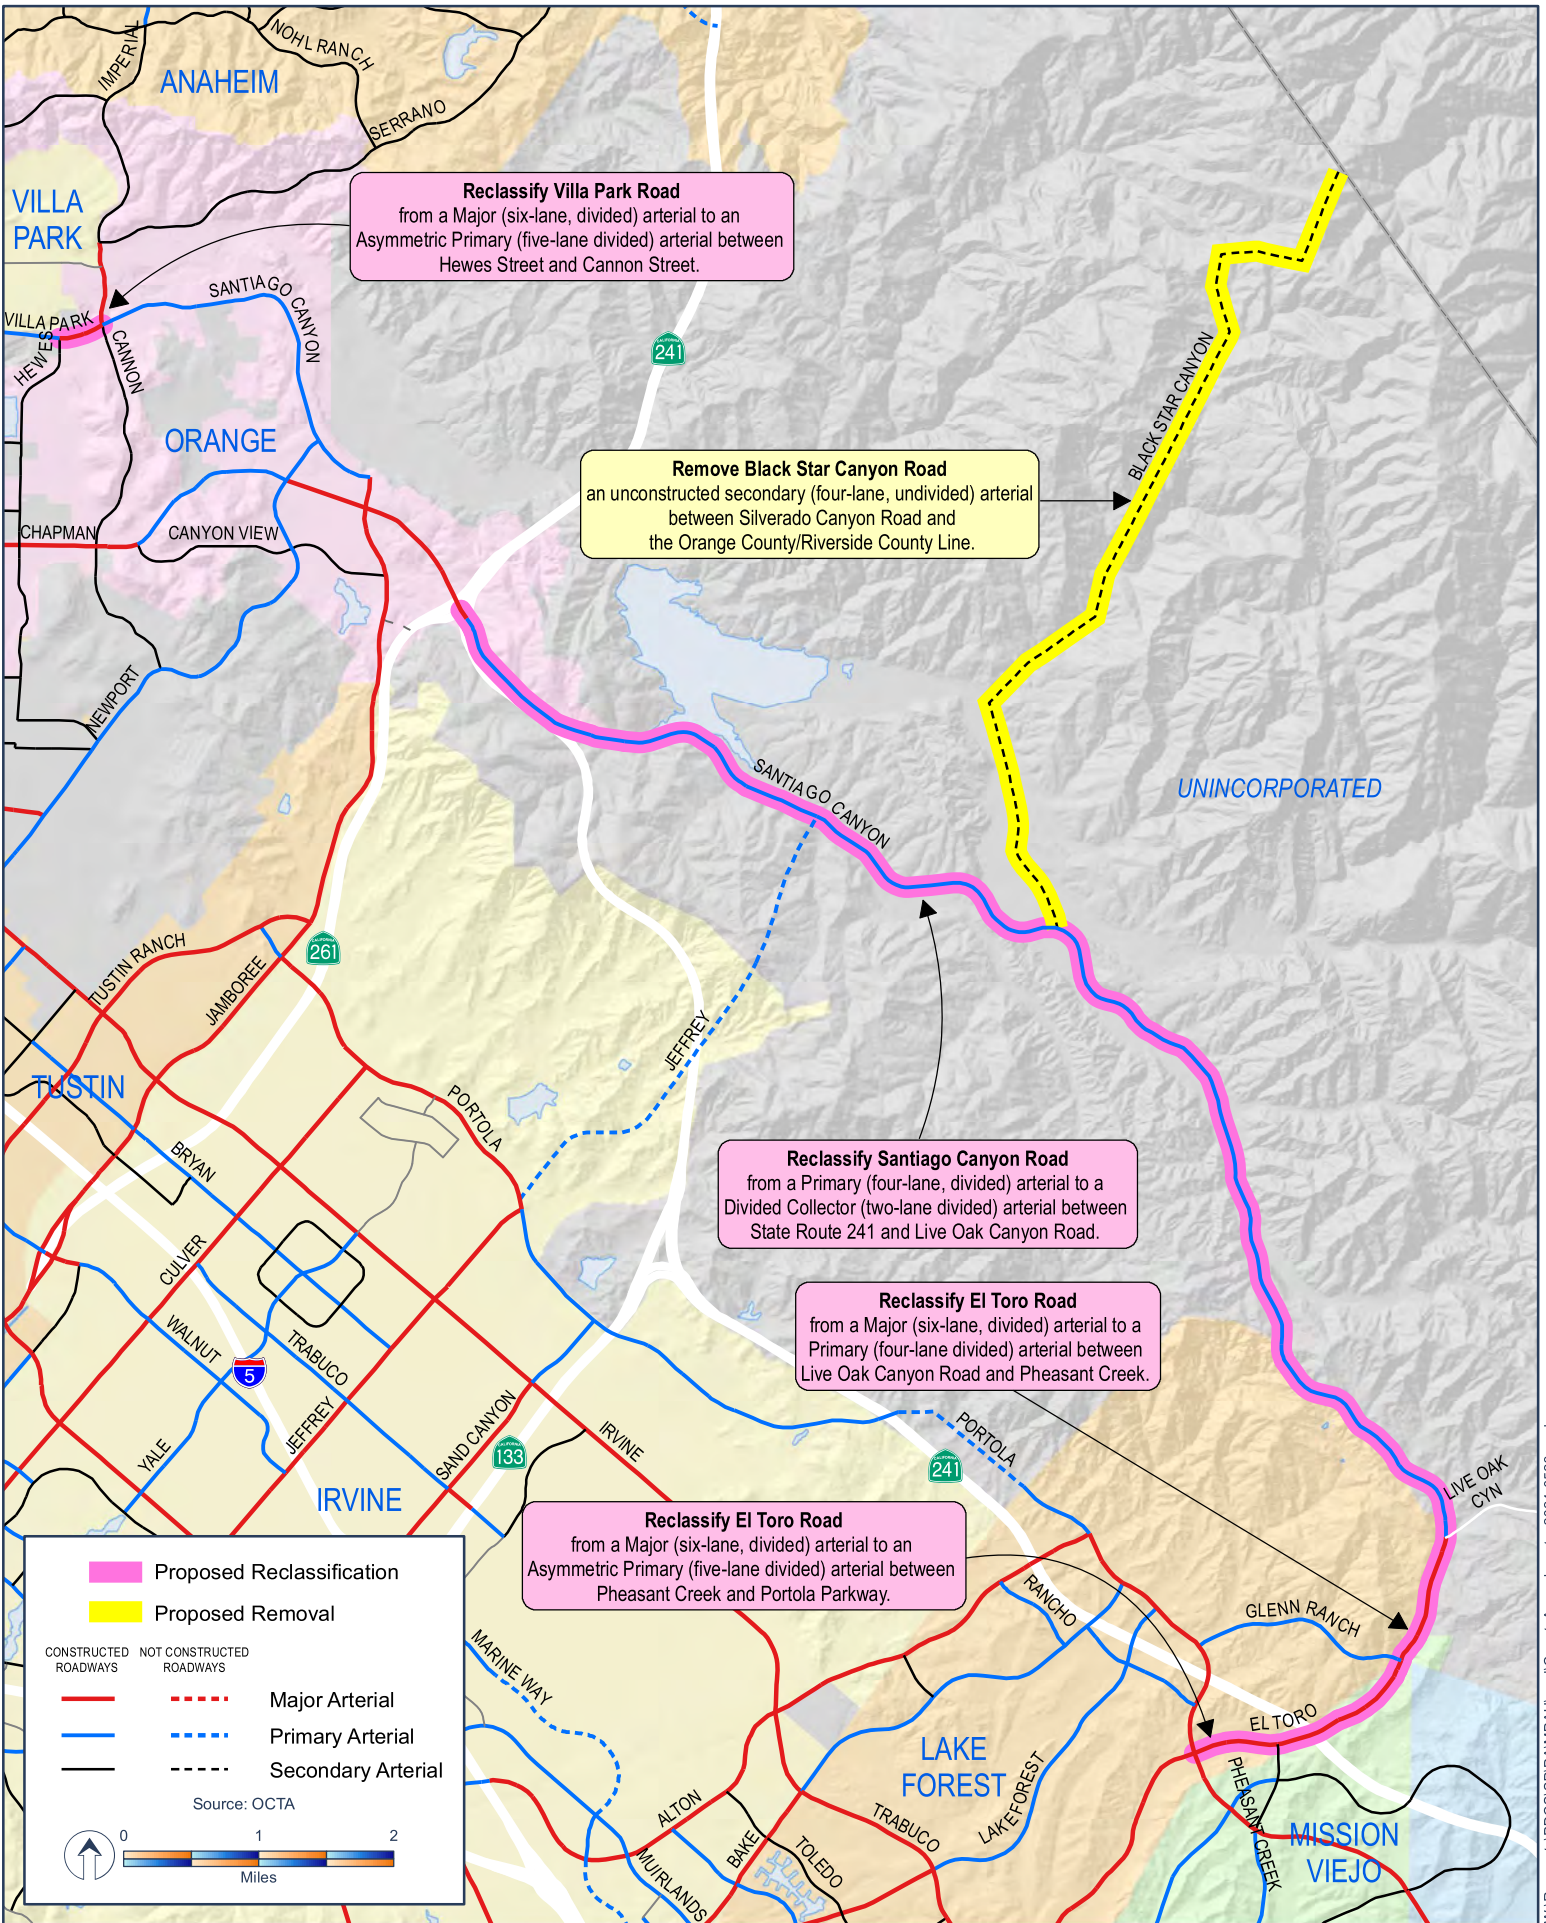 IMPERIAL
NOHL RANCH
ANAHEIM
SERRANO
VILLA
PARK
Reclassify Villa Park Road
from a Major (six-lane, divided) arterial to an
Asymmetric Primary (five-lane divided) arterial between
Hewes Street and Cannon Street.
SANTIAGO CANYON
VILLA PARK
HEWES
CANNON
CALIFORNIA
241
BLACK STAR CANYON
ORANGE
Remove Black Star Canyon Road
an unconstructed secondary (four-lane, undivided) arterial
between Silverado Canyon Road and
the Orange County/Riverside County Line.
CHAPMAN
CANYON VIEW
NEWPORT
SANTIAGO CANYON
UNINCORPORATED
TUSTIN RANCH
JAMBOREE
CALIFORNIA
261
JEFFREY
TUSTIN
PORTOLA
BRYAN
Reclassify Santiago Canyon Road
from a Primary (four-lane, divided) arterial to a
Divided Collector (two-lane divided) arterial between
State Route 241 and Live Oak Canyon Road.
CULVER
WALNUT
TRABUCO
5
Reclassify El Toro Road
from a Major (six-lane, divided) arterial to a
Primary (four-lane divided) arterial between
Live Oak Canyon Road and Pheasant Creek.
YALE
JEFFREY
SAND CANYON
CALIFORNIA
133
IRVINE
PORTOLA
CALIFORNIA
241
LIVE OAK
CYN
IRVINE
Reclassify El Toro Road
from a Major (six-lane, divided) arterial to an
Asymmetric Primary (five-lane divided) arterial between
Pheasant Creek and Portola Parkway.
RANCHO
GLENN RANCH
MARINE WAY
EL TORO
LAKE
FOREST
LAKE FOREST
PHEASANT CREEK
MISSION
VIEJO
ALTON
BAKE
TOLEDO
TRABUCO
MUIRLANDS
Proposed Reclassification
Proposed Removal
CONSTRUCTED
ROADWAYS
NOT CONSTRUCTED
ROADWAYS
Major Arterial
Primary Arterial
Secondary Arterial
Source: OCTA
0 1 2
Miles